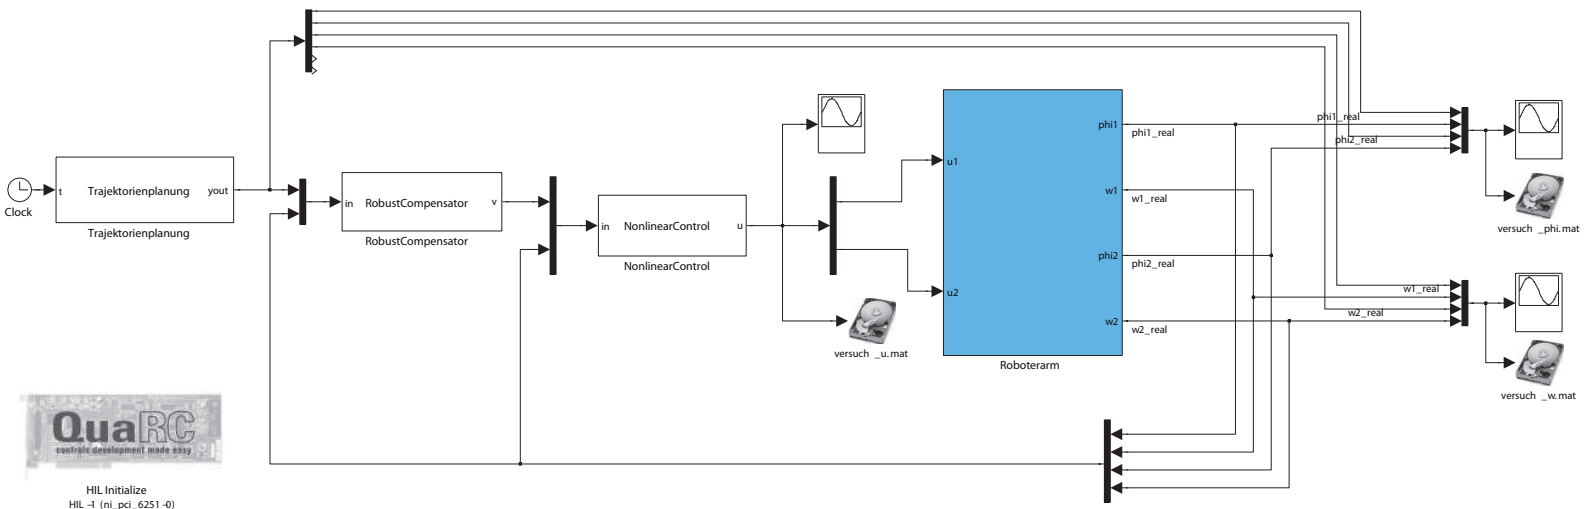 t
Trajektorienplanung
yout
Trajektorienplanung
Clock
in
RobustCompensator
v
RobustCompensator
in
NonlinearControl
u
NonlinearControl
versuch _u.mat
u1
u2
phi1
w1
phi2
w2
Roboterarm
phi1_real
w1_real
phi2_real
w2_real
phi1_real
phi2_real
versuch _phi.mat
w1_real
w2_real
versuch _w.mat
QuaRC
controls development made easy
HIL Initialize
HIL -1 (ni_pci_6251-0)